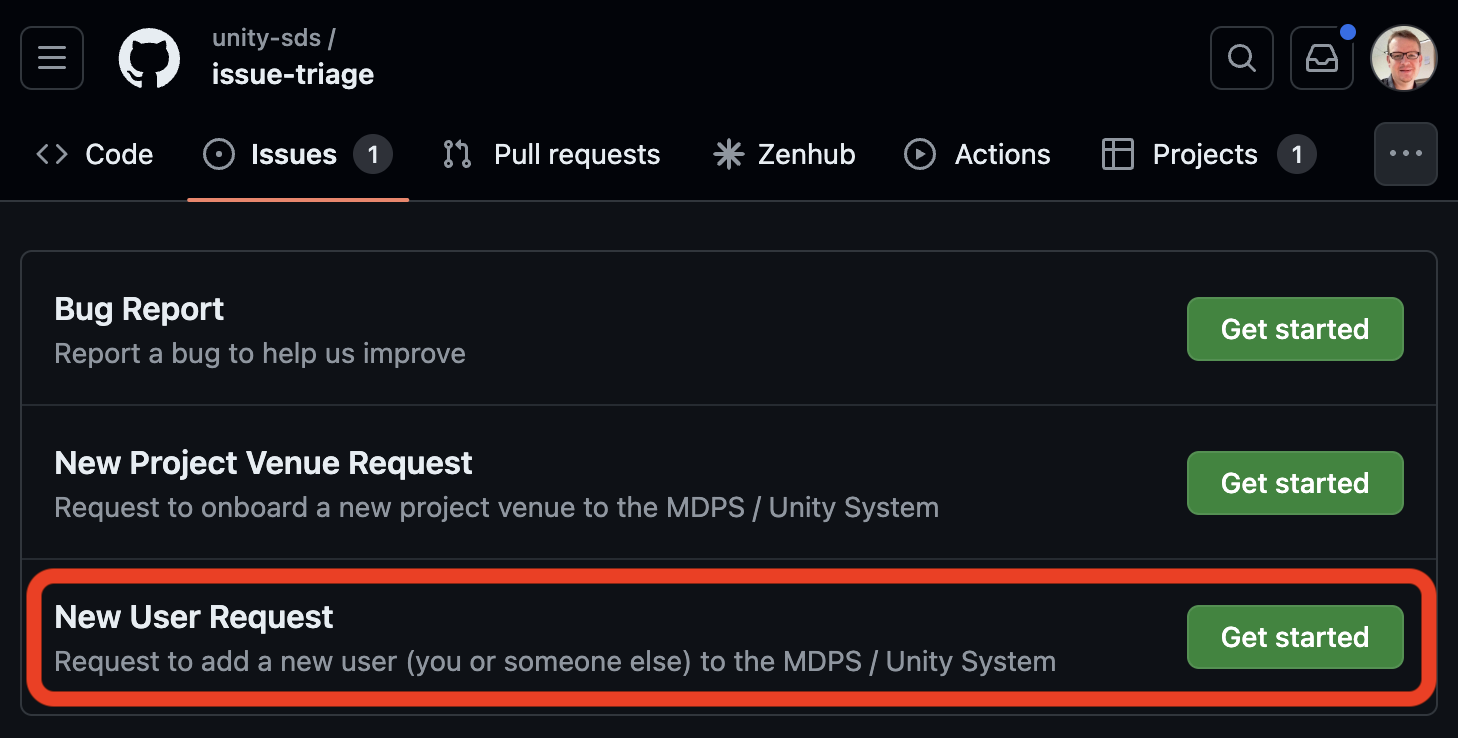 unity-sds /
issue-triage
Code
Issues 1
Pull requests
Zenhub
Actions
Projects 1
Bug Report
Report a bug to help us improve
Get started
New Project Venue Request
Request to onboard a new project venue to the MDPS / Unity System
Get started
New User Request
Request to add a new user (you or someone else) to the MDPS / Unity System
Get started